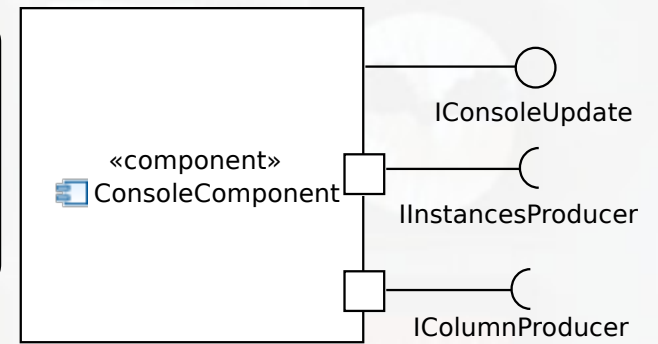 IConsoleUpdate
«component»
ConsoleComponent
IInstancesProducer
IColumnProducer